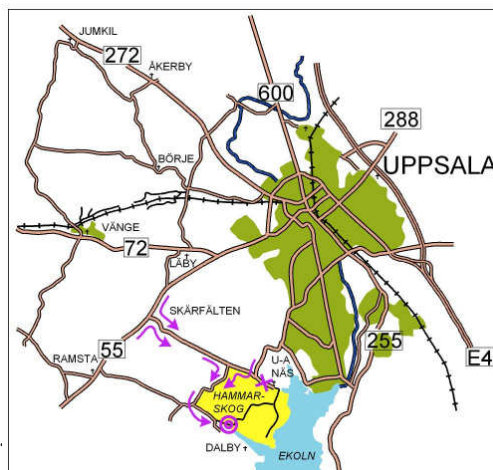 JUMKIL
272
ÅKERBY
600
288
BÖRJE
UPPSALA
VÄNGE
72
LÄBY
SKÄRFÄLTEN
55
255
RAMSTA
U-A
NÄS
E4
HAMMAR-
SKOG
DALBY
EKOLN